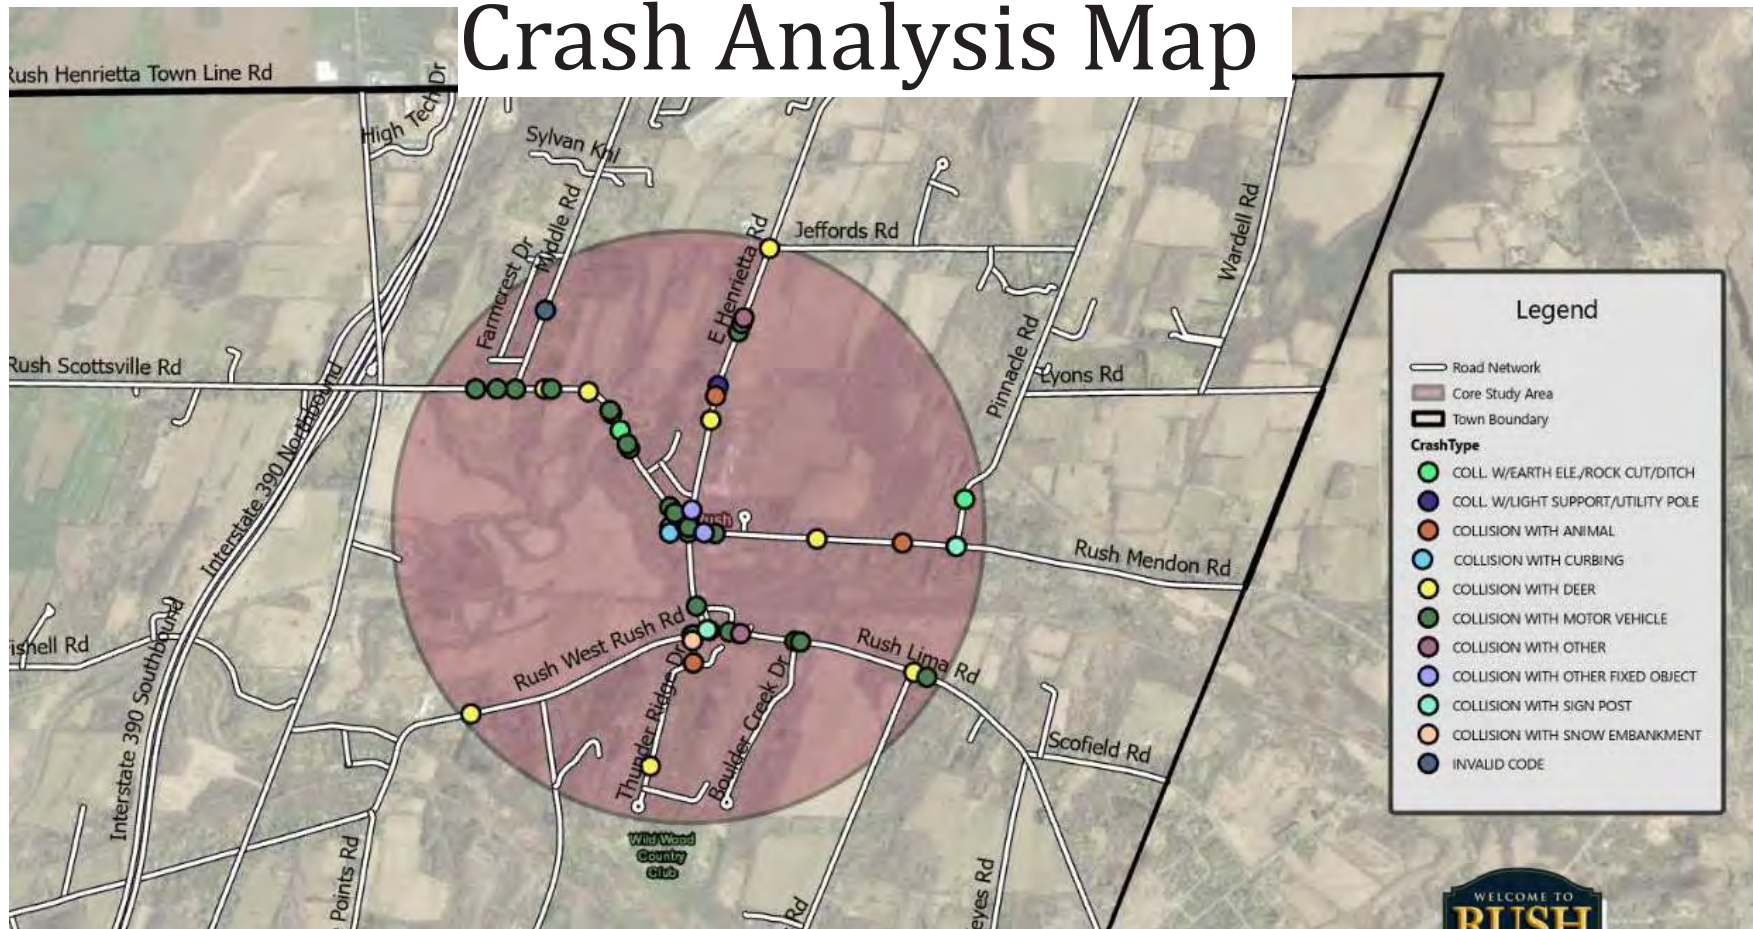 Crash Analysis Map
Rush Henrietta Town Line Rd
High Tech Dr
Sylvan Knl
Middle Rd
Farmcrest Dr
E Henrietta Rd
Jeffords Rd
Wardell Rd
Pinnacle Rd
Lyons Rd
Rush Scottsville Rd
Interstate 390 Northbound
Rush Mendon Rd
Rush West Rush Rd
Rush Lima Rd
Thunder Ridge Dr
Boulder Creek Dr
Interstate 390 Southbound
Scofield Rd
Wild Wood
Country
Club
Points Rd
Rd
Legend
Road Network
Core Study Area
Town Boundary
CrashType
COLL. W/EARTH ELE./ROCK CUT/DITCH
COLL. W/LIGHT SUPPORT/UTILITY POLE
COLLISION WITH ANIMAL
COLLISION WITH CURBING
COLLISION WITH DEER
COLLISION WITH MOTOR VEHICLE
COLLISION WITH OTHER
COLLISION WITH OTHER FIXED OBJECT
COLLISION WITH SIGN POST
COLLISION WITH SNOW EMBANKMENT
INVALID CODE
WELCOME TO
RUSH